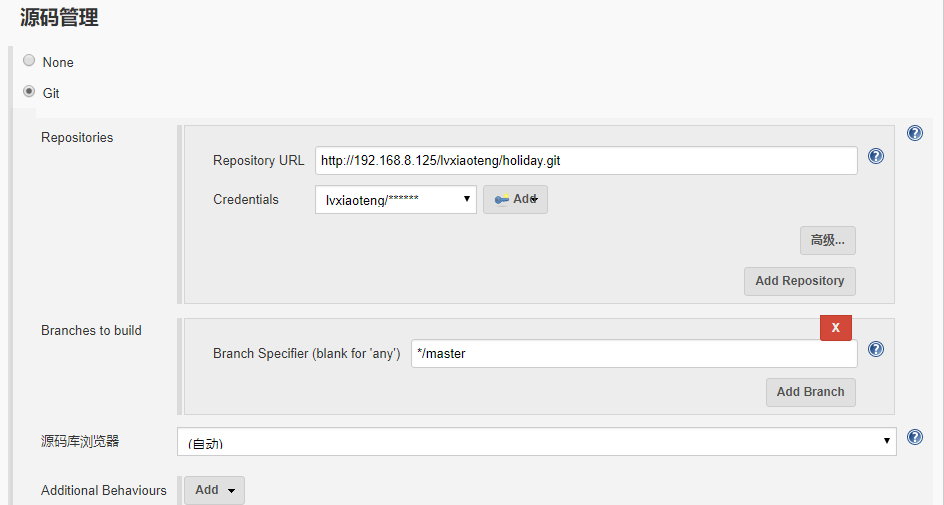 源码管理
None
Git
Repositories
Repository URL http://192.168.8.125/lvxiaoteng/holiday.git
Credentials lvxiaoteng/****** Add
高级...
Add Repository
Branches to build
X
Branch Specifier (blank for 'any') */master
Add Branch
源码库浏览器 (自动)
Additional Behaviours Add